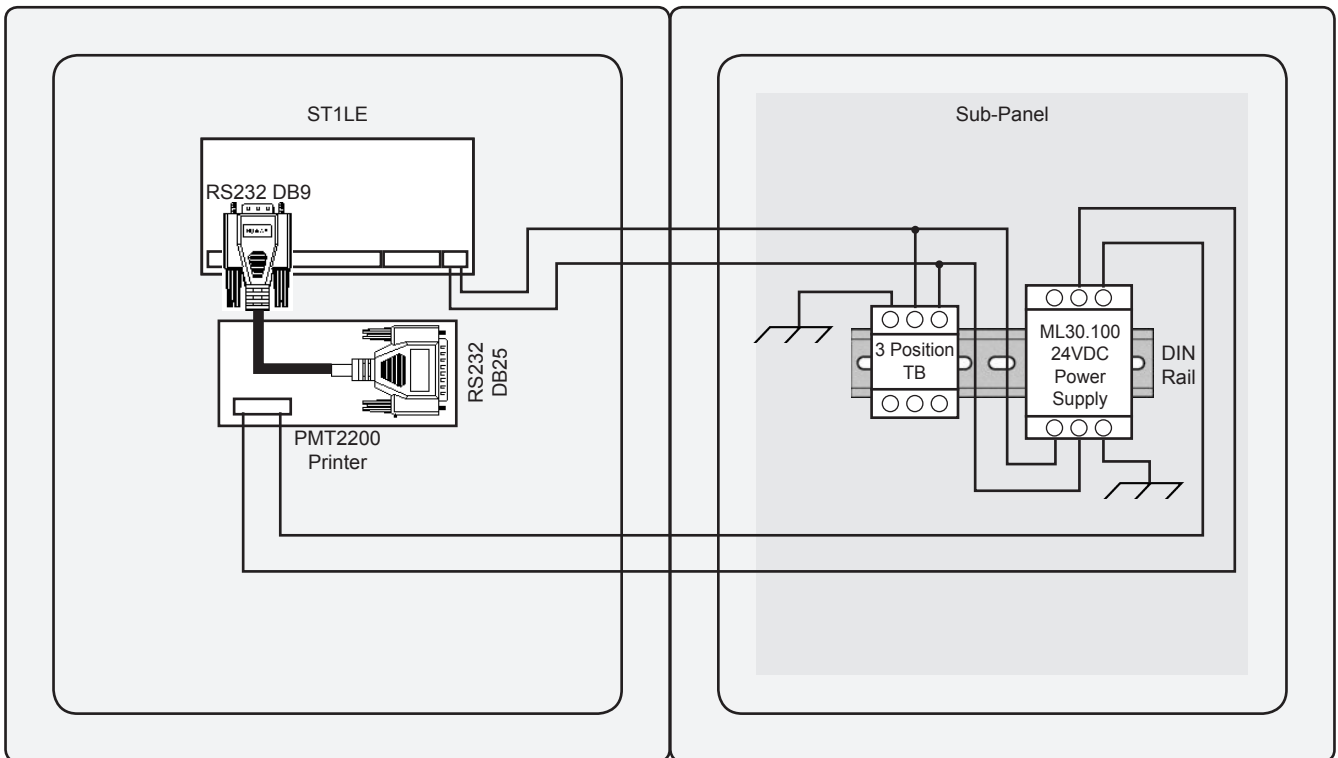 ST1LE
Sub-Panel
RS232 DB9
3 Position
TB
ML30.100
24VDC
Power
Supply
DIN
Rail
RS232
DB25
PMT2200
Printer